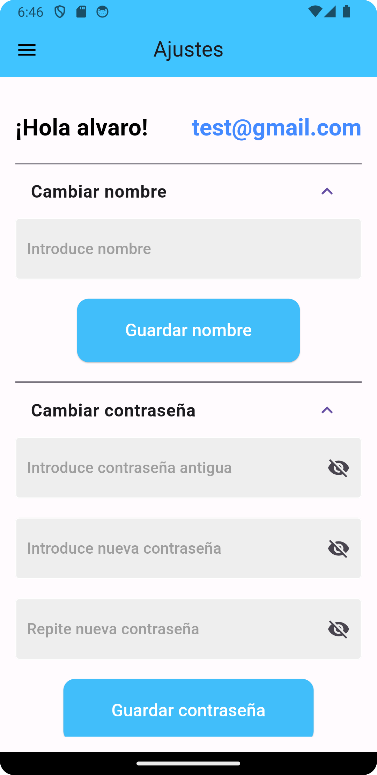 6:46
Ajustes
¡Hola alvaro! test@gmail.com
Cambiar nombre
Introduce nombre
Guardar nombre
Cambiar contraseña
Introduce contraseña antigua
Introduce nueva contraseña
Repite nueva contraseña
Guardar contraseña